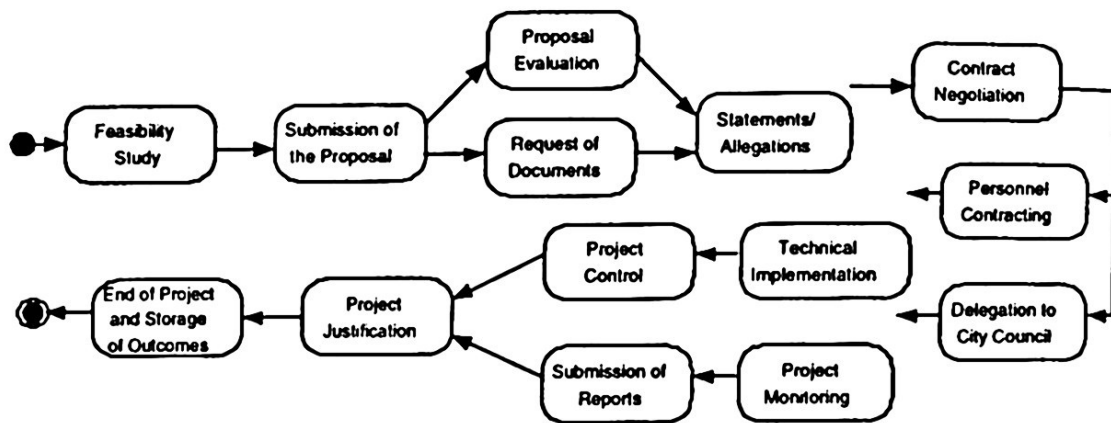 Proposal
Evaluation
Contract
Negotiation
Feasibility
Study
Submission of
the Proposal
Request of
Documents
Statements/
Allegations
Personnel
Contracting
Project
Control
Technical
Implementation
End of Project
and Storage
of Outcomes
Project
Justification
Delegation to
City Council
Submission of
Reports
Project
Monitoring